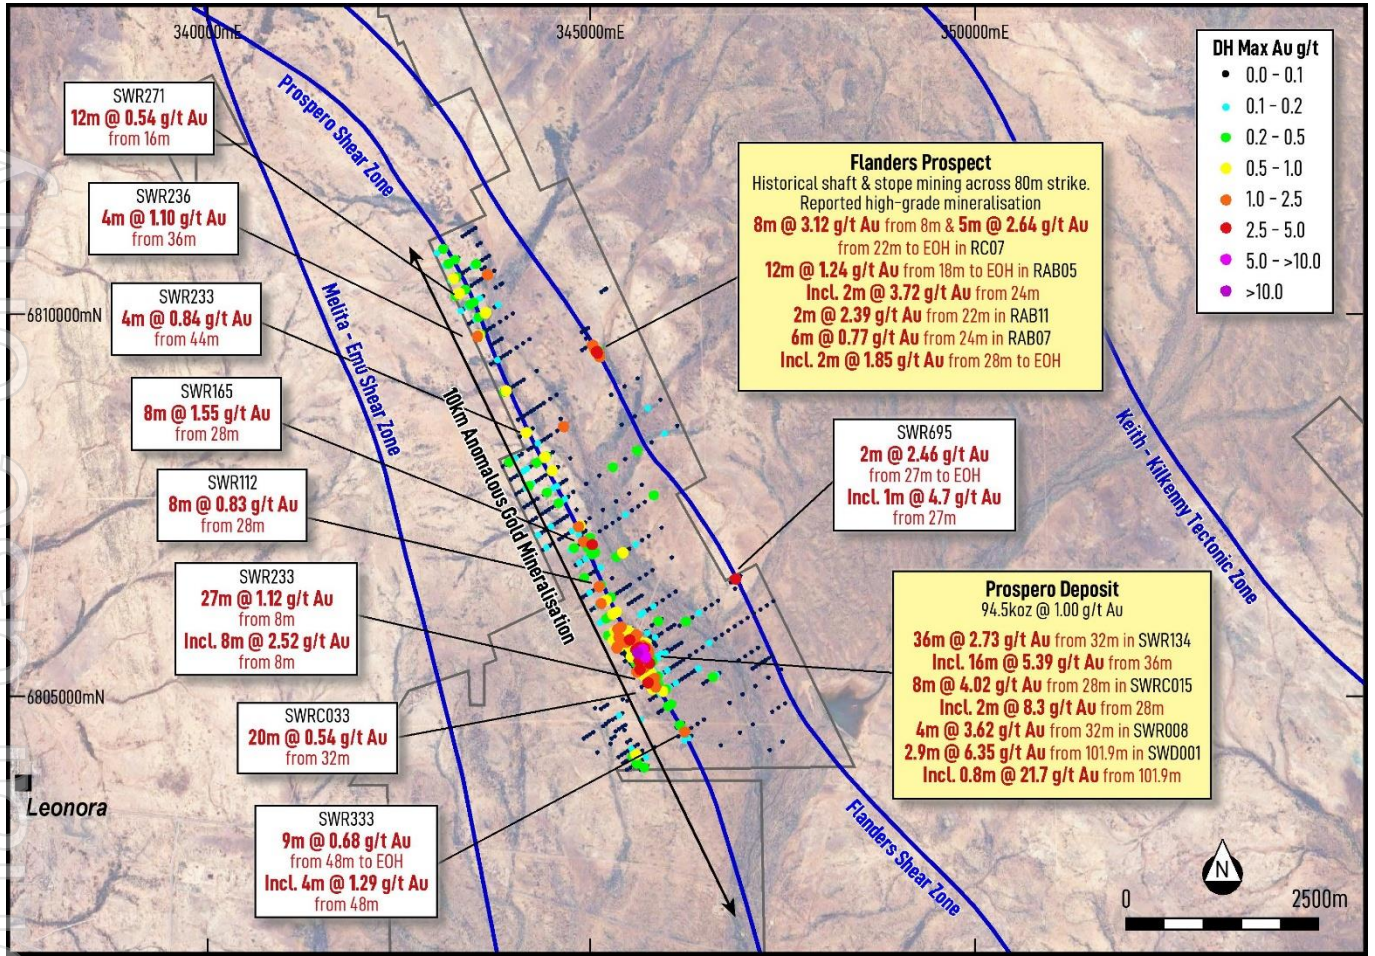 340000mE
345000mE
350000mE
6810000mN
6805000mN
DH Max Au g/t
0.0 – 0.1
0.1 – 0.2
0.2 – 0.5
0.5 – 1.0
1.0 – 2.5
2.5 – 5.0
5.0 – >10.0
>10.0
Prospero Shear Zone
Melita - Emu Shear Zone
10km Anomalous Gold Mineralisation
Keith - Kilkenny Tectonic Zone
Flanders Shear Zone
SWR271
12m @ 0.54 g/t Au
from 16m
SWR236
4m @ 1.10 g/t Au
from 36m
SWR233
4m @ 0.84 g/t Au
from 44m
SWR165
8m @ 1.55 g/t Au
from 28m
SWR112
8m @ 0.83 g/t Au
from 28m
SWR233
27m @ 1.12 g/t Au
from 8m
Incl. 8m @ 2.52 g/t Au
from 8m
SWRC033
20m @ 0.54 g/t Au
from 32m
SWR333
9m @ 0.68 g/t Au
from 48m to EOH
Incl. 4m @ 1.29 g/t Au
from 48m
Flanders Prospect
Historical shaft & stope mining across 80m strike.
Reported high-grade mineralisation
8m @ 3.12 g/t Au from 8m & 5m @ 2.64 g/t Au
from 22m to EOH in RC07
12m @ 1.24 g/t Au from 18m to EOH in RAB05
Incl. 2m @ 3.72 g/t Au from 24m
2m @ 2.39 g/t Au from 22m in RAB11
6m @ 0.77 g/t Au from 24m in RAB07
Incl. 2m @ 1.85 g/t Au from 28m to EOH
SWR695
2m @ 2.46 g/t Au
from 27m to EOH
Incl. 1m @ 4.7 g/t Au
from 27m
Prospero Deposit
94.5koz @ 1.00 g/t Au
36m @ 2.73 g/t Au from 32m in SWR134
Incl. 16m @ 5.39 g/t Au from 36m
8m @ 4.02 g/t Au from 28m in SWRC015
Incl. 2m @ 8.3 g/t Au from 28m
4m @ 3.62 g/t Au from 32m in SWR008
2.9m @ 6.35 g/t Au from 101.9m in SWD001
Incl. 0.8m @ 21.7 g/t Au from 101.9m
Leonora
N
0
2500m